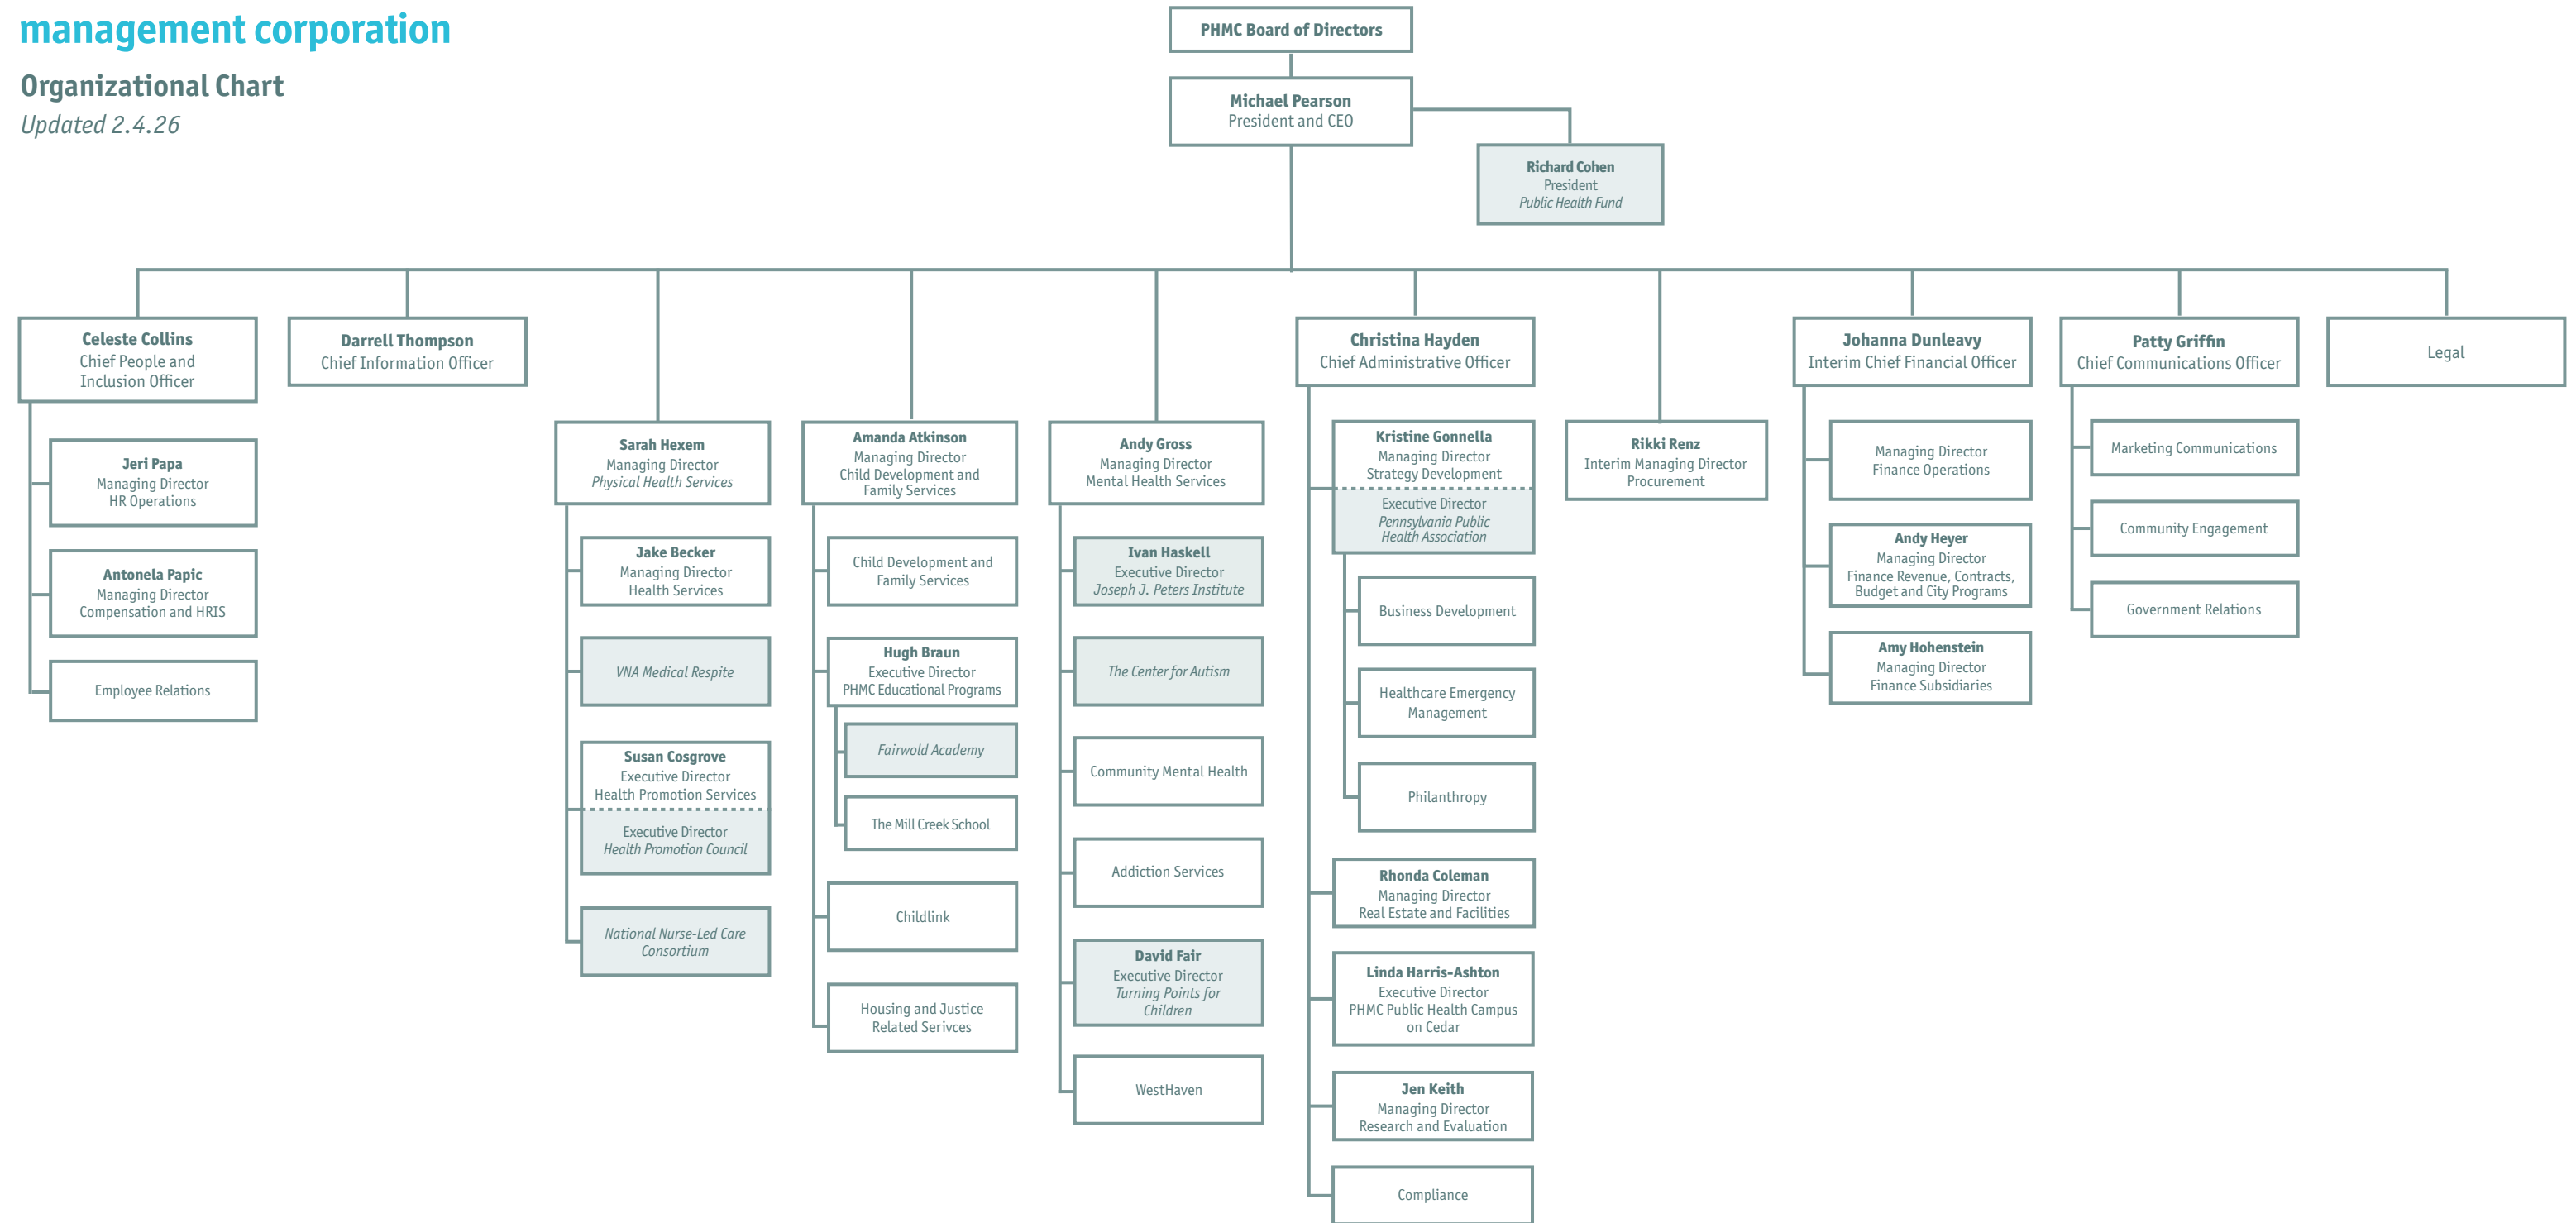 management corporation
Organizational Chart
Updated 2.4.26
PHMC Board of Directors
Michael Pearson
President and CEO
Richard Cohen
President
Public Health Fund
Celeste Collins
Chief People and
Inclusion Officer
Jeri Papa
Managing Director
HR Operations
Antonela Papic
Managing Director
Compensation and HRIS
Employee Relations
Darrell Thompson
Chief Information Officer
Sarah Hexem
Managing Director
Physical Health Services
Jake Becker
Managing Director
Health Services
VNA Medical Respite
Susan Cosgrove
Executive Director
Health Promotion Services
Executive Director
Health Promotion Council
National Nurse-Led Care
Consortium
Amanda Atkinson
Managing Director
Child Development and
Family Services
Child Development and
Family Services
Hugh Braun
Executive Director
PHMC Educational Programs
Fairwold Academy
The Mill Creek School
Childlink
Housing and Justice
Related Serivces
Andy Gross
Managing Director
Mental Health Services
Ivan Haskell
Executive Director
Joseph J. Peters Institute
The Center for Autism
Community Mental Health
Addiction Services
David Fair
Executive Director
Turning Points for
Children
WestHaven
Christina Hayden
Chief Administrative Officer
Kristine Gonnella
Managing Director
Strategy Development
Executive Director
Pennsylvania Public
Health Association
Business Development
Healthcare Emergency
Management
Philanthropy
Rhonda Coleman
Managing Director
Real Estate and Facilities
Linda Harris-Ashton
Executive Director
PHMC Public Health Campus
on Cedar
Jen Keith
Managing Director
Research and Evaluation
Compliance
Rikki Renz
Interim Managing Director
Procurement
Johanna Dunleavy
Interim Chief Financial Officer
Managing Director
Finance Operations
Andy Heyer
Managing Director
Finance Revenue, Contracts,
Budget and City Programs
Amy Hohenstein
Managing Director
Finance Subsidiaries
Patty Griffin
Chief Communications Officer
Marketing Communications
Community Engagement
Government Relations
Legal